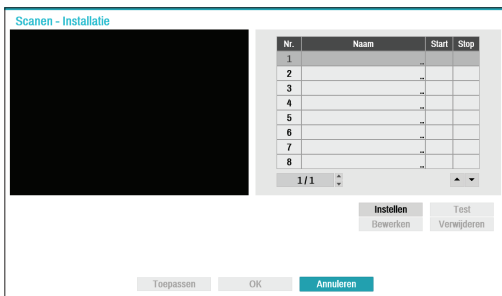 Scanen - Installatie
Nr. Naam Start Stop
1 ..
2 ..
3 ..
4 ..
5 ..
6 ..
7 ..
8 ..
1 / 1
Instellen Test
Bewerken Verwijderen
Toepassen OK Annuleren